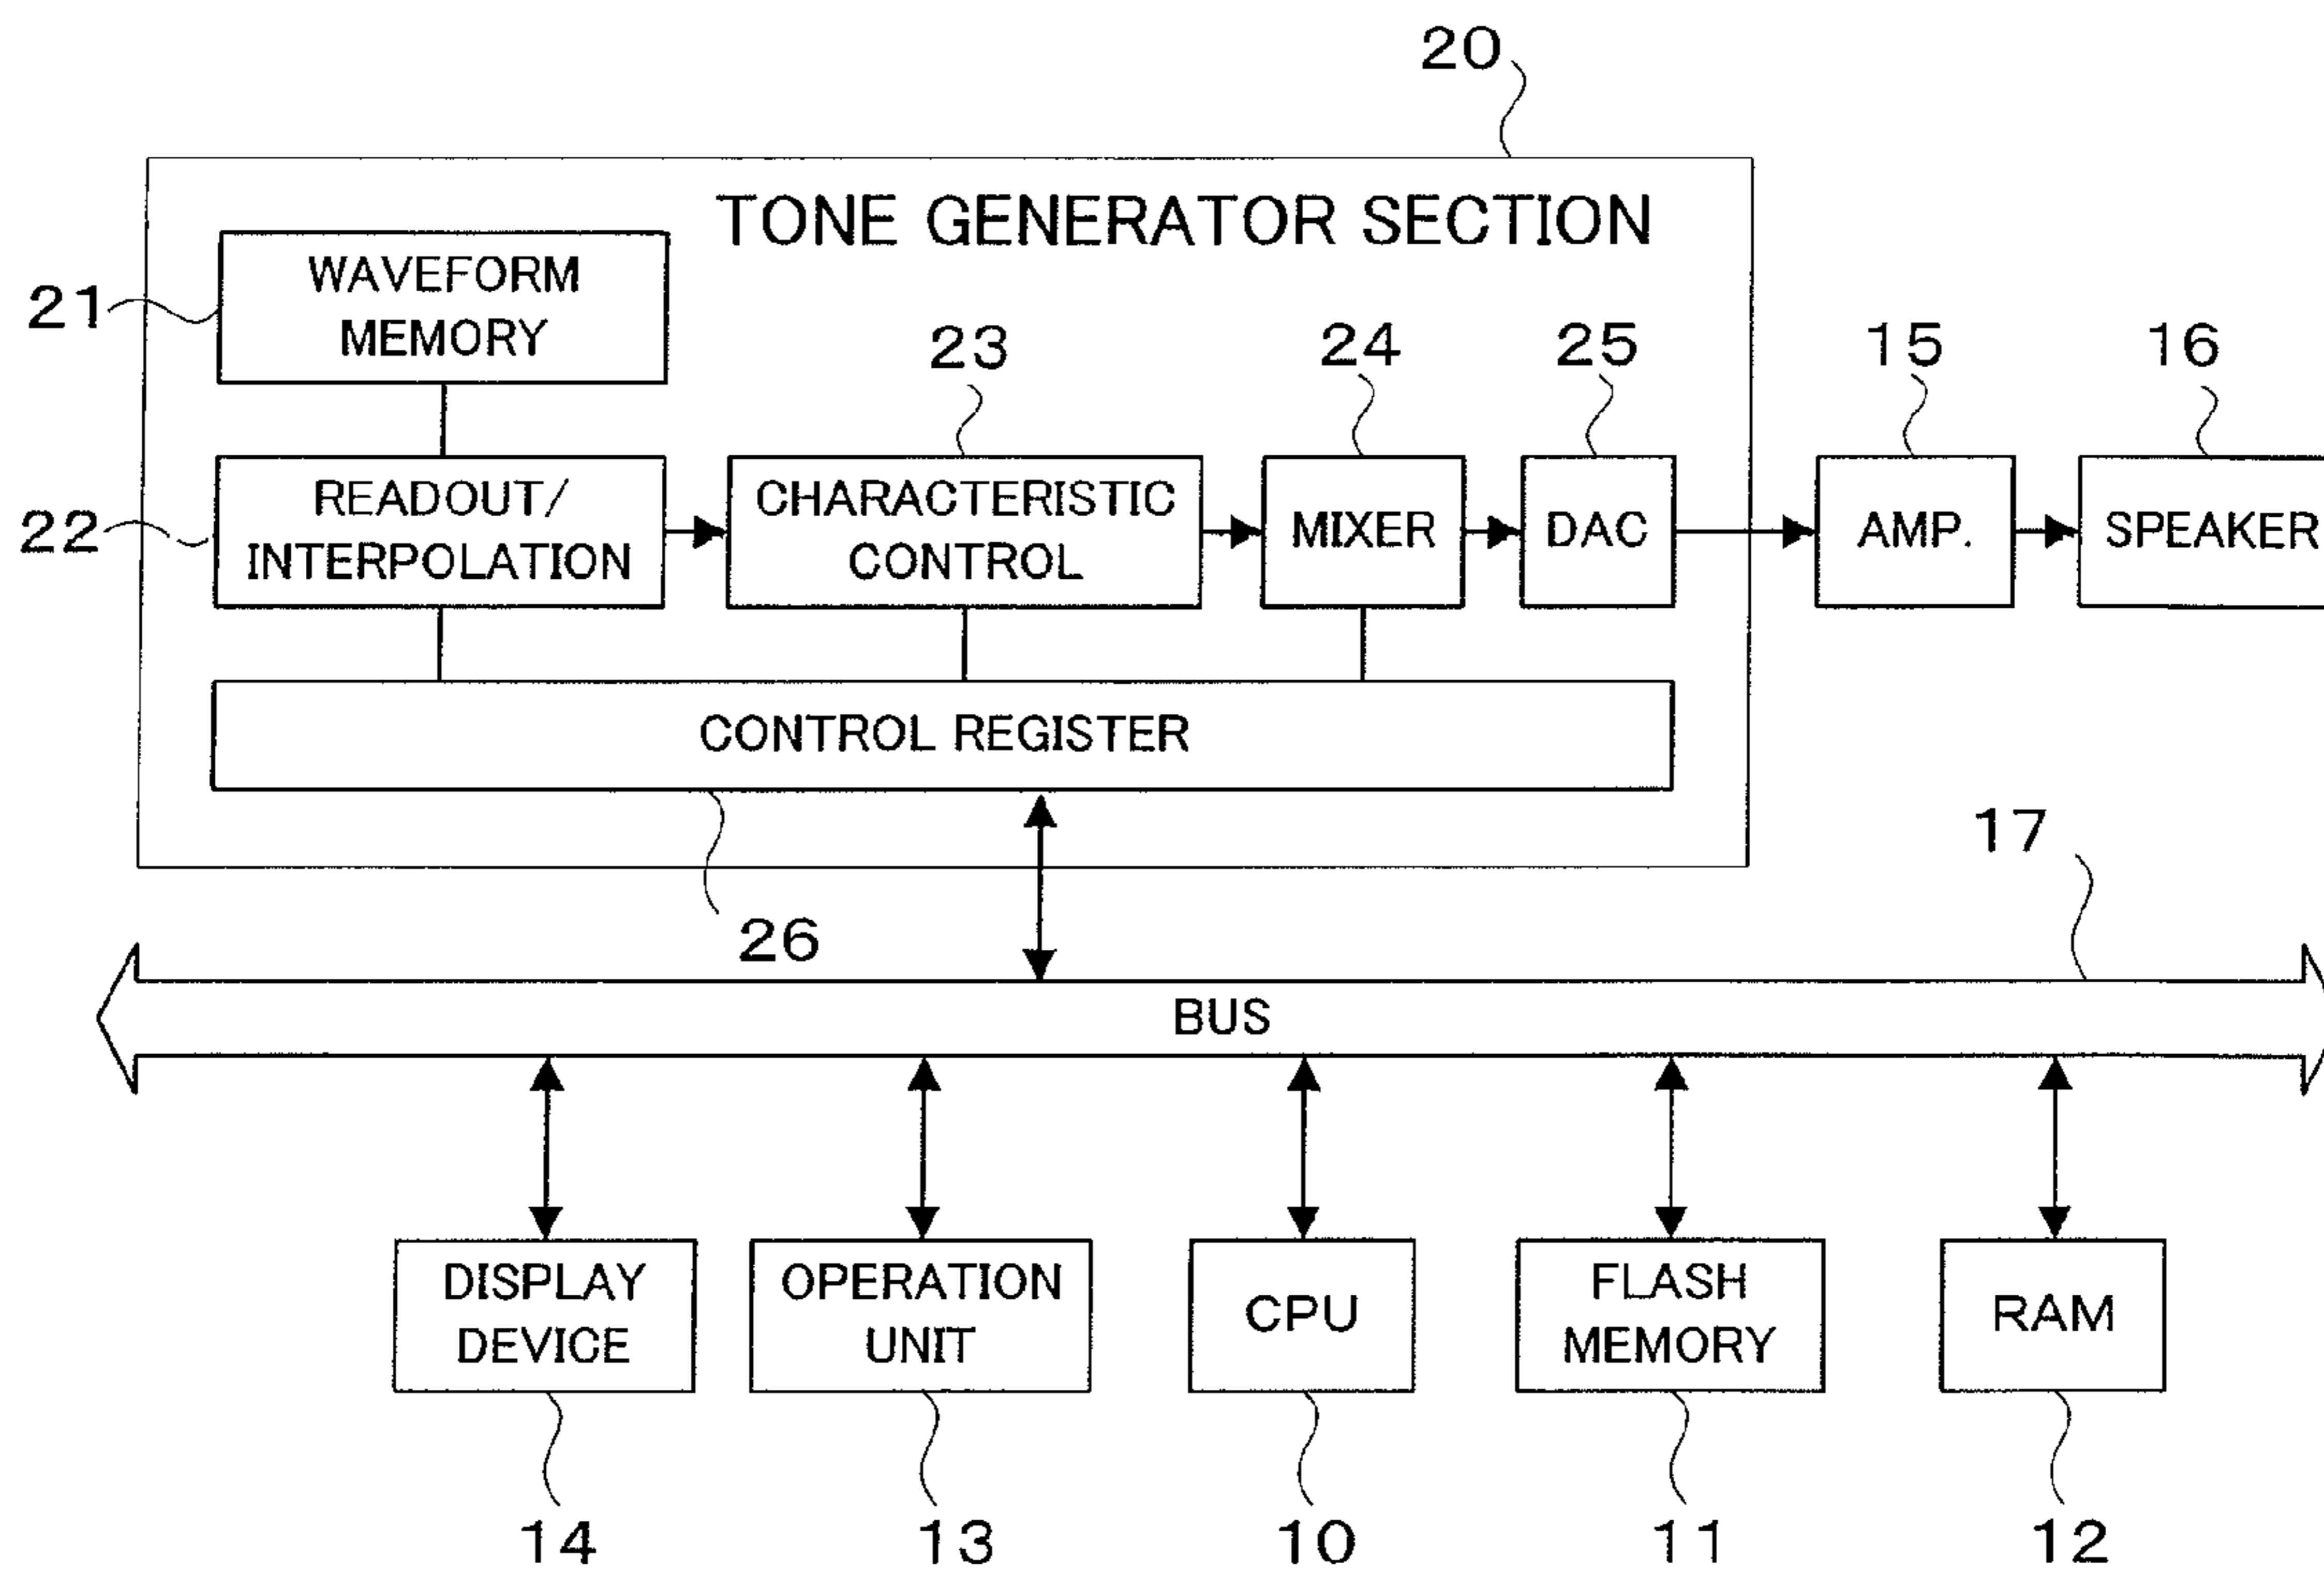 20
TONE GENERATOR SECTION
WAVEFORM
MEMORY
21
23
24
25
15
16
READOUT/
INTERPOLATION
22
CHARACTERISTIC
CONTROL
MIXER
DAC
AMP.
SPEAKER
CONTROL REGISTER
26
17
BUS
DISPLAY
DEVICE
OPERATION
UNIT
CPU
FLASH
MEMORY
RAM
14
13
10
11
12